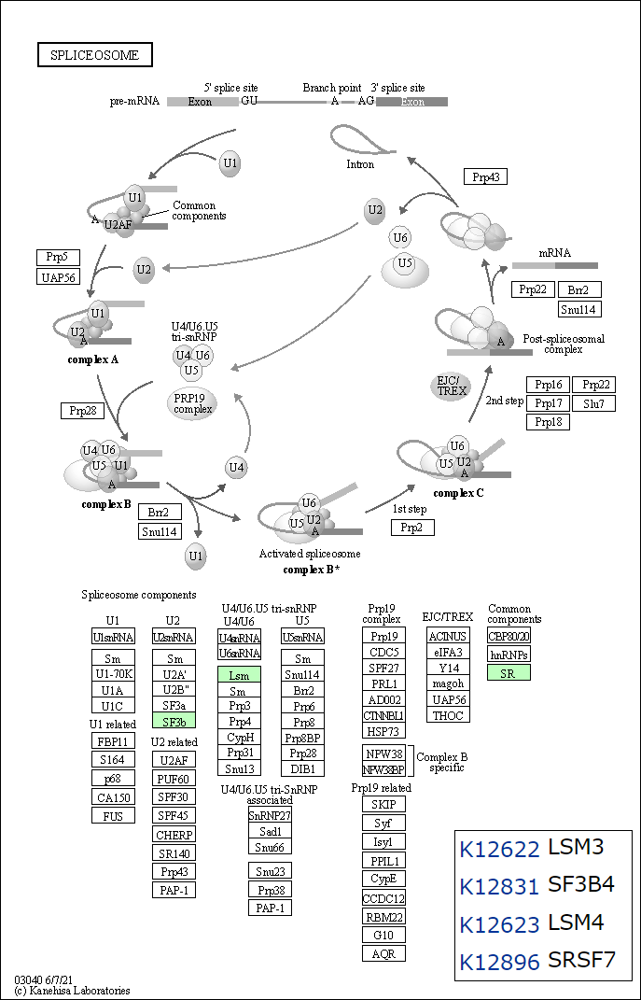 SPLICEOSOME
5' splice site
Branch point
3' splice site
pre-mRNA
Exon
GU
A
AG
Exon
U1
Intron
Prp43
U1
A
U2AF
Common
components
U2
U6
U5
mRNA
Prp5
UAP56
U2
Prp22
Brr2
Snu114
U1
U2
A
complex A
U4/U6.U5
tri-snRNP
U4
U6
U5
A
Post-spliceosomal
complex
PRP19
complex
EJC/
TREX
2nd step
Prp16
Prp22
Prp17
Slu7
Prp18
Prp28
U4
U6
U5
U1
A
complex B
U4
U6
U5
U2
A
complex C
Brr2
Snu114
U1
U6
U5
U2
A
Activated spliceosome
complex B*
1st step
Prp2
Spliceosome components
U1
U1snRNA
Sm
U1-70K
U1A
U1C
U1 related
FBP11
S164
p68
CA150
FUS
U2
U2snRNA
Sm
U2A'
U2B"
SF3a
SF3b
U2 related
U2AF
PUF60
SPF30
SPF45
CHERP
SR140
Prp43
PAP-1
U4/U6.U5 tri-snRNP
U4/U6
U4snRNA
U6snRNA
Lsm
Sm
Prp3
Prp4
CypH
Prp31
Snu13
U5
U5snRNA
Sm
Snu114
Brr2
Prp6
Prp8
Prp8BP
Prp28
DIB1
U4/U6.U5 tri-SnRNP
associated
SnRNP27
Sad1
Snu66
Snu23
Prp38
PAP-1
Prp19
complex
Prp19
CDC5
SPF27
PRL1
AD002
CTNNBL1
HSP73
NPW38
NPW38BP
Complex B
specific
Prp19 related
SKIP
Syf
Isy1
PPIL1
CypE
CCDC12
RBM22
G10
AQR
EJC/TREX
ACINUS
eIFA3
Y14
magoh
UAP56
THOC
Common
components
CBP80/20
hnRNPs
SR
K12622 LSM3
K12831 SF3B4
K12623 LSM4
K12896 SRSF7
03040 6/7/21
(c) Kanehisa Laboratories